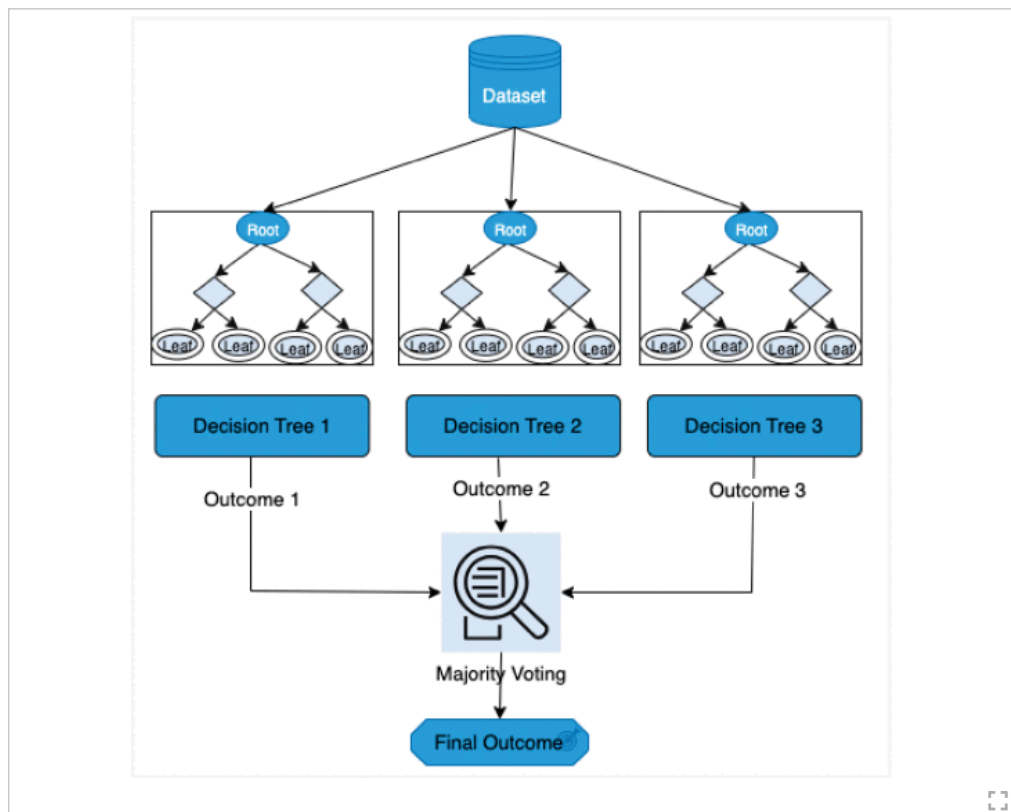 Dataset
Root
Root
Root
Leaf
Leaf
Leaf
Leaf
Leaf
Leaf
Leaf
Leaf
Leaf
Leaf
Leaf
Leaf
Decision Tree 1
Decision Tree 2
Decision Tree 3
Outcome 1
Outcome 2
Outcome 3
Majority Voting
Final Outcome